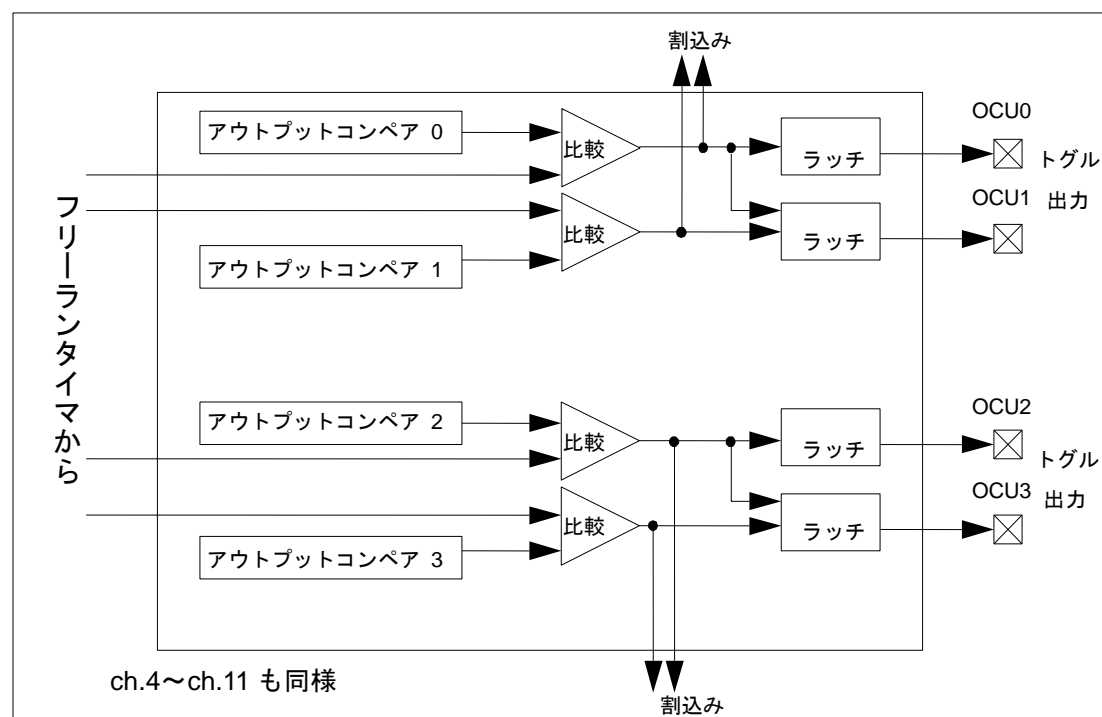 割込み
アウトプットコンペア 0
比較
ラッチ
OCU0
トグル
出力
OCU1
比較
ラッチ
アウトプットコンペア 1
フリーランタイマから
アウトプットコンペア 2
比較
ラッチ
OCU2
トグル
出力
OCU3
比較
ラッチ
アウトプットコンペア 3
ch.4〜ch.11 も同様
割込み